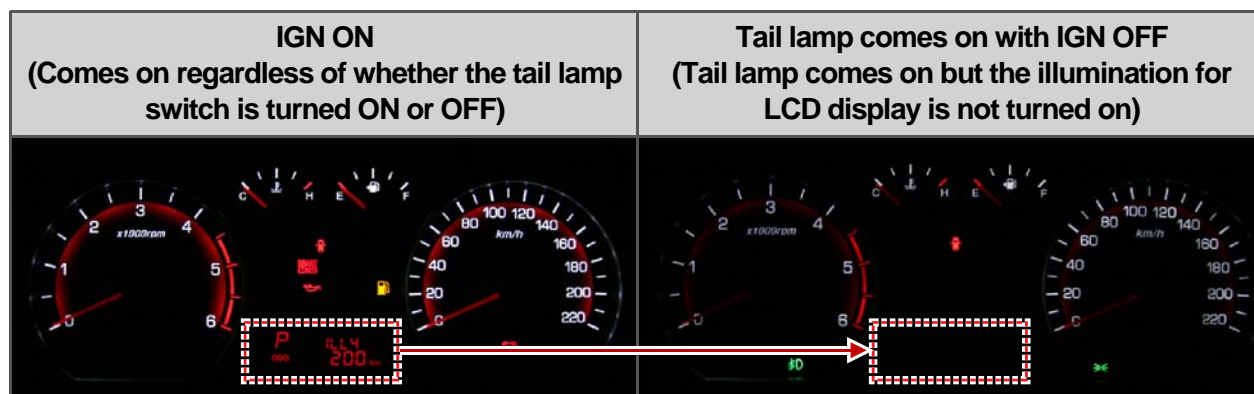 IGN ON
(Comes on regardless of whether the tail lamp
switch is turned ON or OFF)
Tail lamp comes on with IGN OFF
(Tail lamp comes on but the illumination for
LCD display is not turned on)
0 1 2 3 4 5 6
x1000rpm
C H
E F
0 20 40 60 80 100 120 140 160 180 200 220
km/h
P
ODO
ILL4
200 km
0 1 2 3 4 5 6
x1000rpm
C H
E F
20 40 60 80 100 120 140 160 180 200 220
km/h